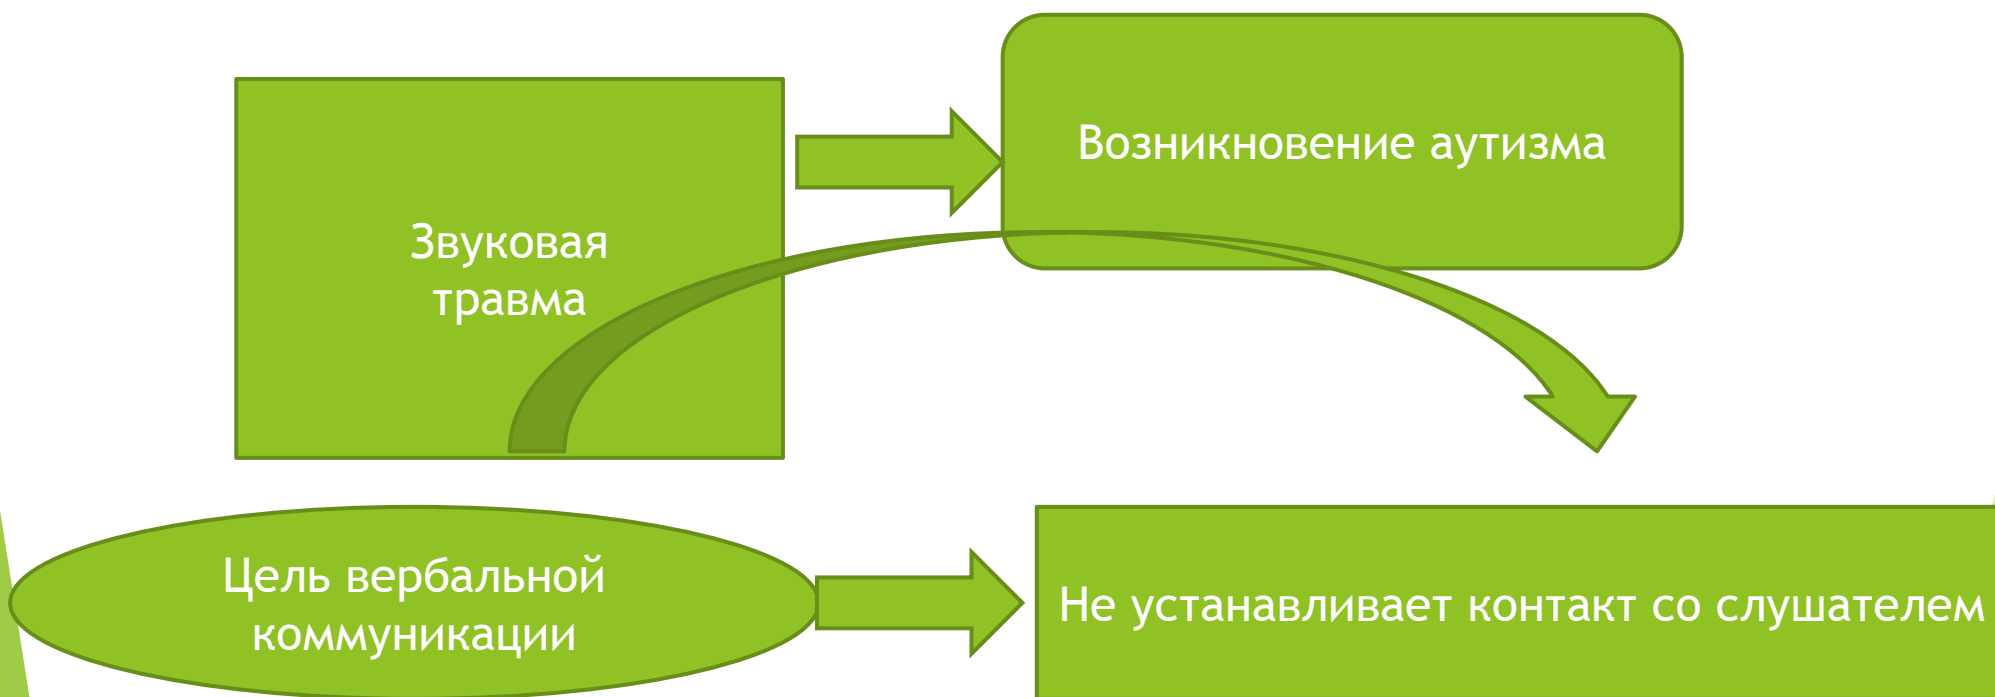 Возникновение аутизма
Звуковая
травма
Цель вербальной
коммуникации
Не устанавливает контакт со слушателем